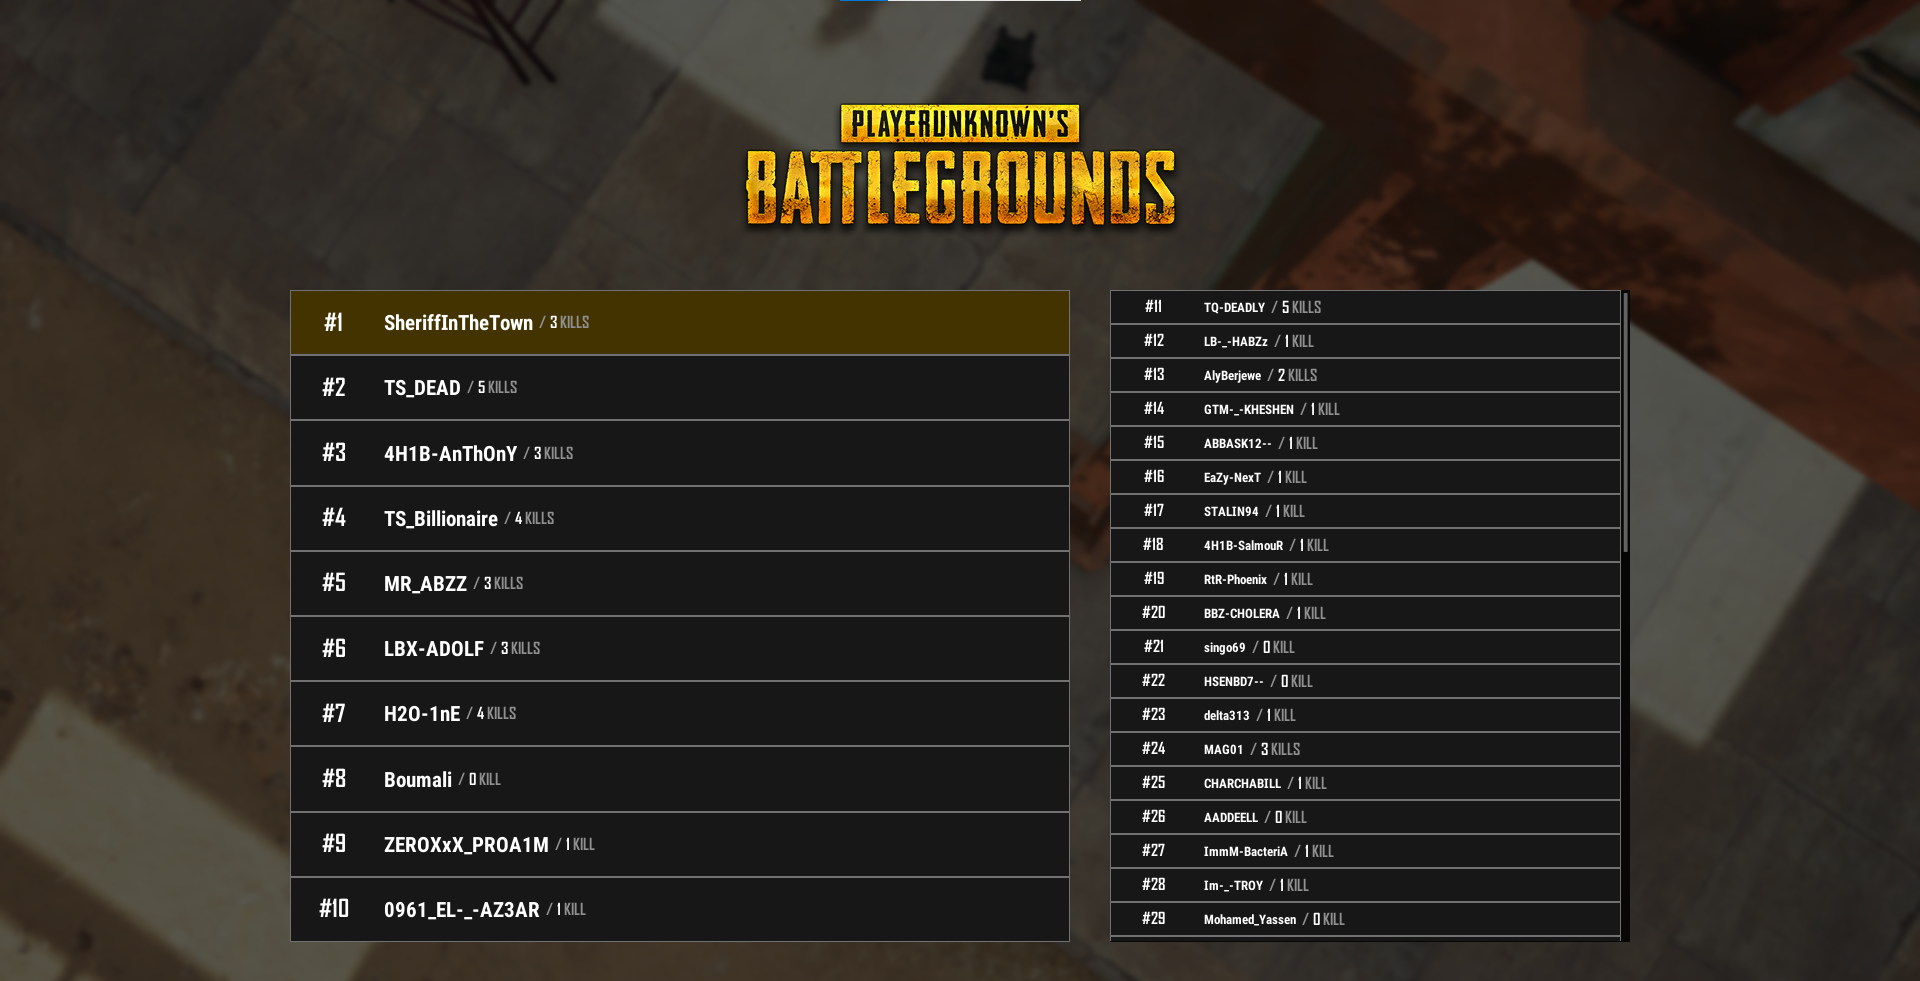 PLAYERUNKNOWN'S
BATTLEGROUNDS
#1 SheriffInTheTown / 3 KILLS
#2 TS_DEAD / 5 KILLS
#3 4H1B-AnThOnY / 3 KILLS
#4 TS_Billionaire / 4 KILLS
#5 MR_ABZZ / 3 KILLS
#6 LBX-ADOLF / 3 KILLS
#7 H2O-1nE / 4 KILLS
#8 Boumali / 0 KILL
#9 ZEROXxX_PROA1M / 1 KILL
#10 0961_EL-_-AZ3AR / 1 KILL
#11 TQ-DEADLY / 5 KILLS
#12 LB-_-HABZz / 1 KILL
#13 AlyBerjewe / 2 KILLS
#14 GTM-_-KHESHEN / 1 KILL
#15 ABBASK12-- / 1 KILL
#16 EaZy-NexT / 1 KILL
#17 STALIN94 / 1 KILL
#18 4H1B-SalmouR / 1 KILL
#19 RtR-Phoenix / 1 KILL
#20 BBZ-CHOLERA / 1 KILL
#21 singo69 / 0 KILL
#22 HSENBD7-- / 0 KILL
#23 delta313 / 1 KILL
#24 MAG01 / 3 KILLS
#25 CHARCHABILL / 1 KILL
#26 AADDEELL / 0 KILL
#27 ImmM-BacteriA / 1 KILL
#28 Im-_-TROY / 1 KILL
#29 Mohamed_Yassen / 0 KILL